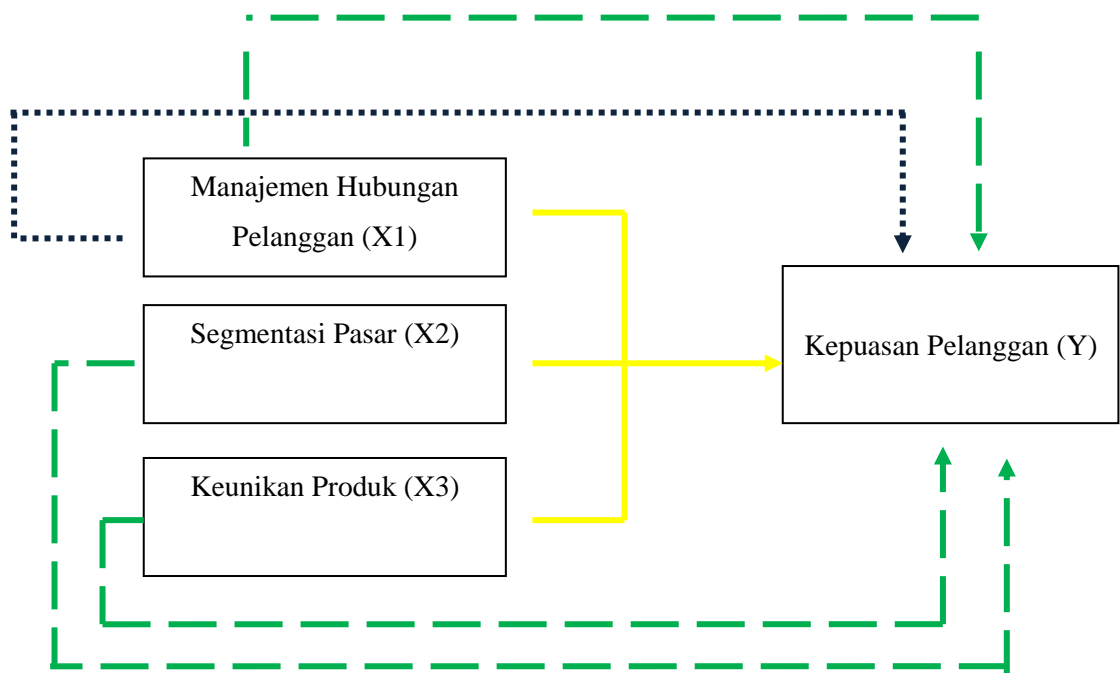 Manajemen Hubungan
Pelanggan (X1)
Segmentasi Pasar (X2)
Kepuasan Pelanggan (Y)
Keunikan Produk (X3)